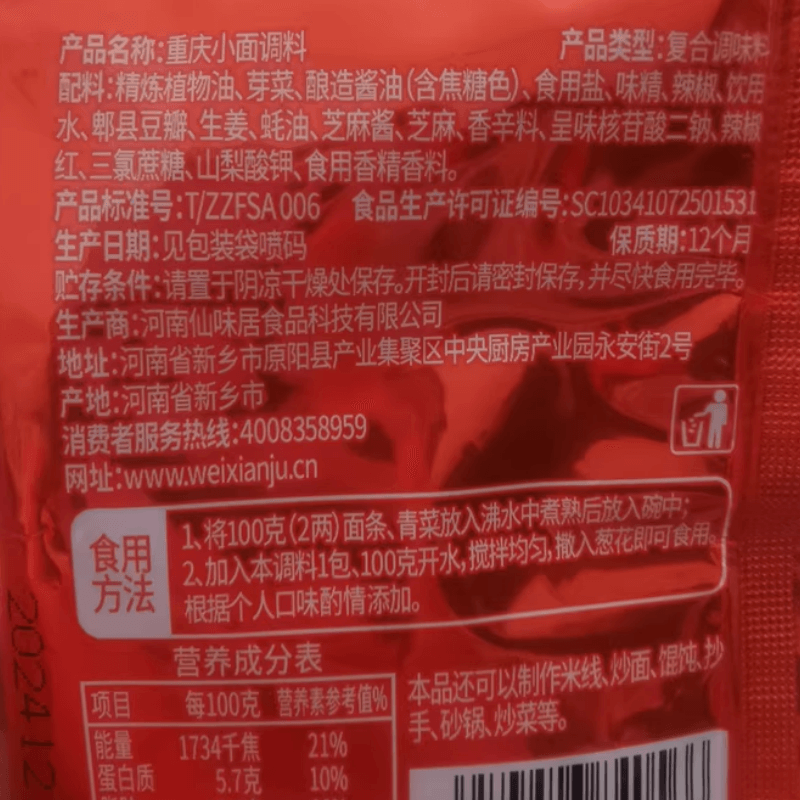 产品名称:重庆小面调料 产品类型:复合调味料
配料:精炼植物油、芽菜、酿造酱油(含焦糖色)、食用盐、味精、辣椒、饮用
水、郫县豆瓣、生姜、蚝油、芝麻酱、芝麻、香辛料、呈味核苷酸二钠、辣椒
红、三氯蔗糖、山梨酸钾、食用香精香料。
产品标准号:T/ZZFSA 006 食品生产许可证编号:SC10341072501531
生产日期:见包装袋喷码 保质期:12个月
贮存条件:请置于阴凉干燥处保存。开封后请密封保存,并尽快食用完毕。
生产商:河南仙味居食品科技有限公司
地址:河南省新乡市原阳县产业集聚区中央厨房产业园永安街2号
产地:河南省新乡市
消费者服务热线:4008358959
网址:www.weixianju.cn
食用
方法
1、将100克(2两)面条、青菜放入沸水中煮熟后放入碗中;
2、加入本调料1包、100克开水,搅拌均匀,撒入葱花即可食用。
根据个人口味酌情添加。
营养成分表
项目 每100克 营养素参考值%
能量 1734千焦 21%
蛋白质 5.7克 10%
本品还可以制作米线、炒面、馄饨、抄
手、砂锅、炒菜等。
2024 12